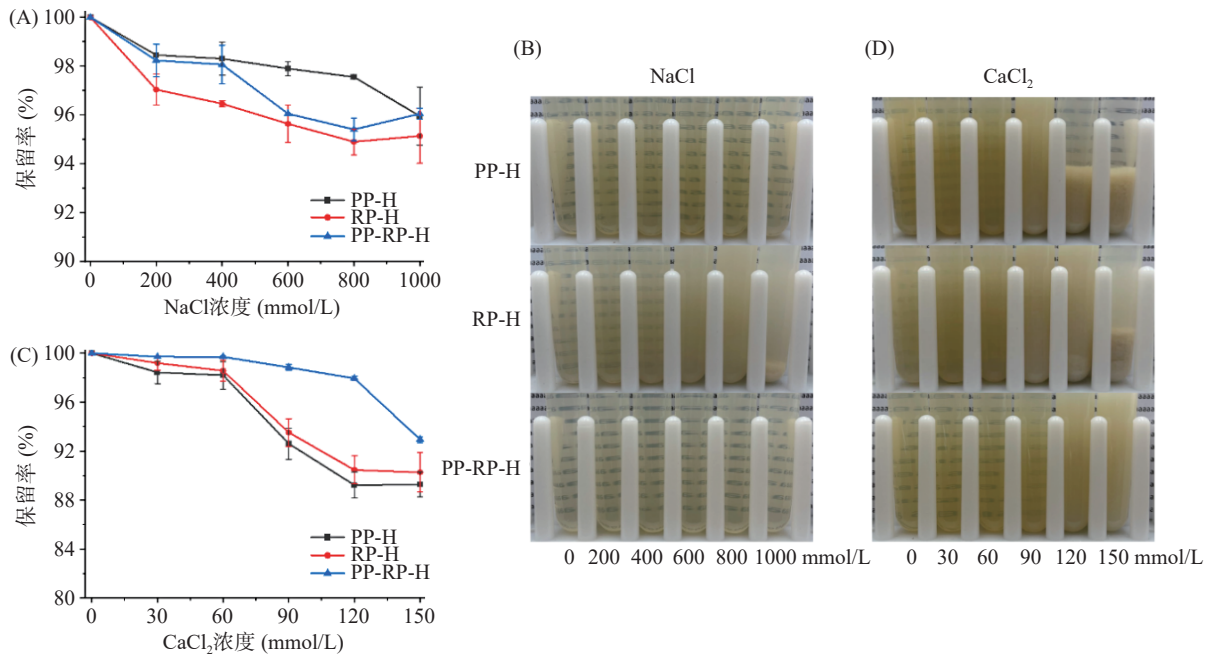 (A)
100
98
96
94
92
90
保留率 (%)
PP-H
RP-H
PP-RP-H
0 200 400 600 800 1000
NaCl浓度 (mmol/L)
(C)
100
96
92
88
84
80
保留率 (%)
PP-H
RP-H
PP-RP-H
0 30 60 90 120 150
CaCl₂浓度 (mmol/L)
(B)
NaCl
PP-H
RP-H
PP-RP-H
0 200 400 600 800 1000 mmol/L
(D)
CaCl₂
0 30 60 90 120 150 mmol/L